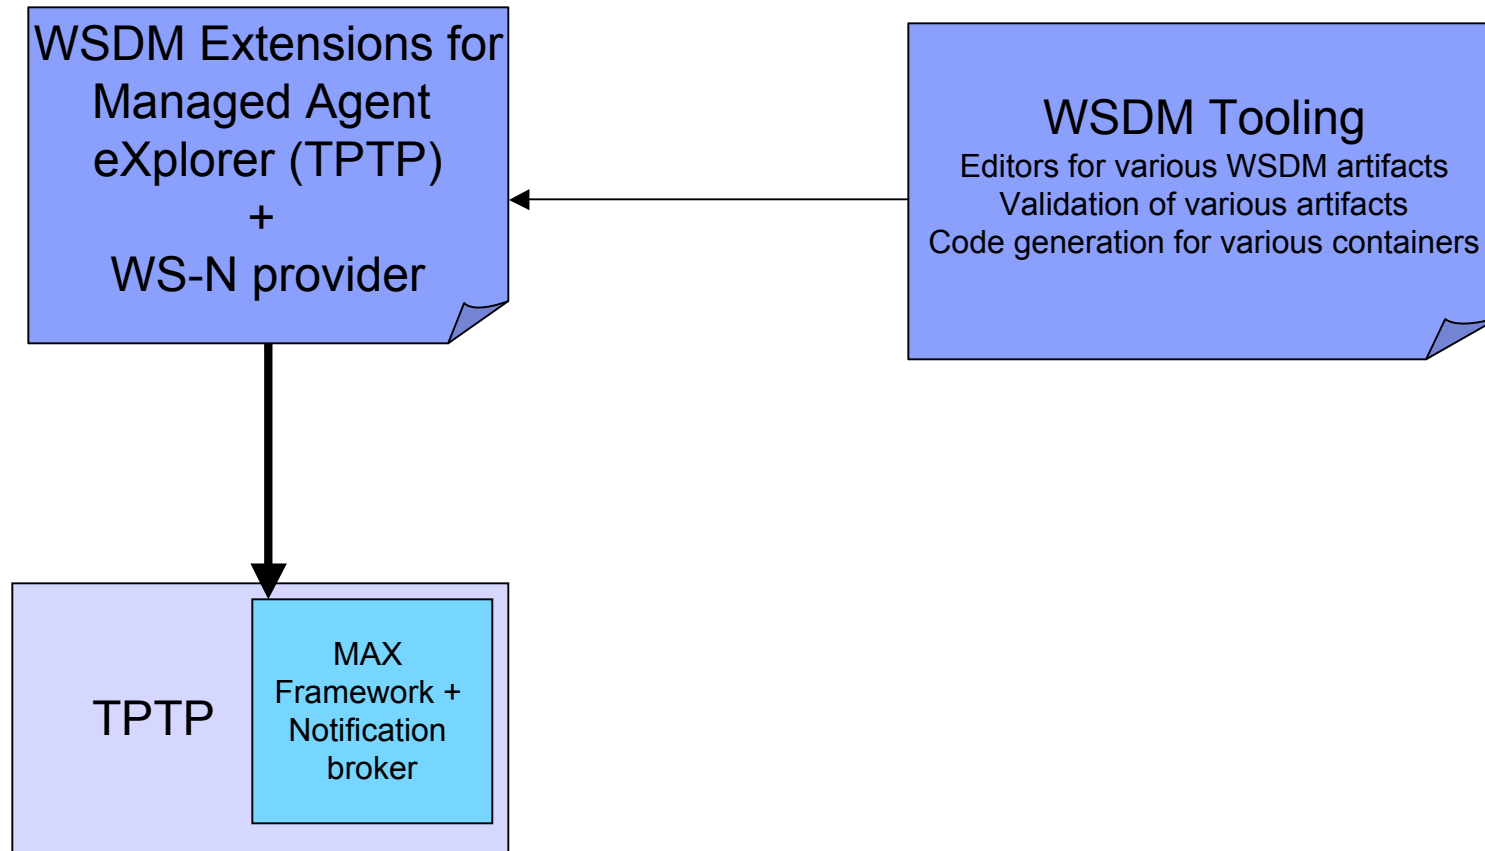 WSDM Extensions for
Managed Agent
eXplorer (TPTP)
+
WS-N provider
WSDM Tooling
Editors for various WSDM artifacts
Validation of various artifacts
Code generation for various containers
TPTP
MAX
Framework +
Notification
broker